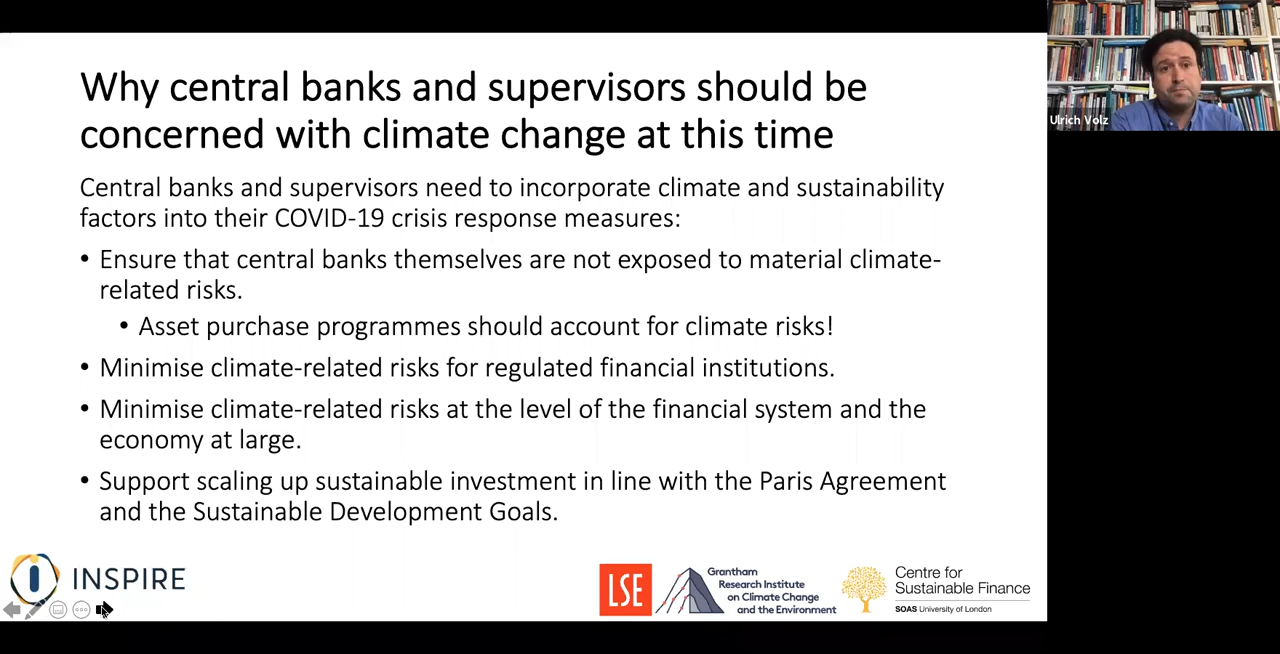 Why central banks and supervisors should be
concerned with climate change at this time
Central banks and supervisors need to incorporate climate and sustainability
factors into their COVID-19 crisis response measures:
• Ensure that central banks themselves are not exposed to material climate-
related risks.
• Asset purchase programmes should account for climate risks!
• Minimise climate-related risks for regulated financial institutions.
• Minimise climate-related risks at the level of the financial system and the
economy at large.
• Support scaling up sustainable investment in line with the Paris Agreement
and the Sustainable Development Goals.
INSPIRE
LSE
Grantham
Research Institute
on Climate Change
and the Environment
Centre for
Sustainable Finance
SOAS University of London
Ulrich Volz